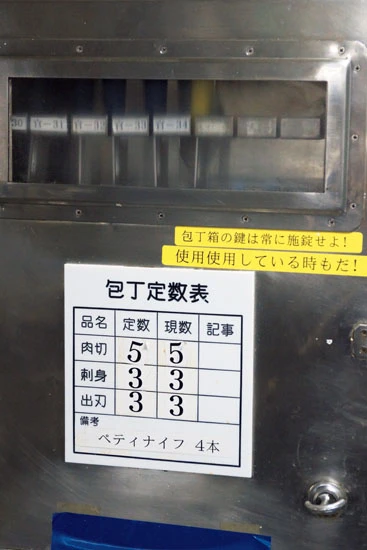 包丁箱の鍵は常に施錠せよ!
使用使用している時もだ!
包丁定数表
品名 定数 現数 記事
肉切 5 5
刺身 3 3
出刃 3 3
備考
ペティナイフ 4本